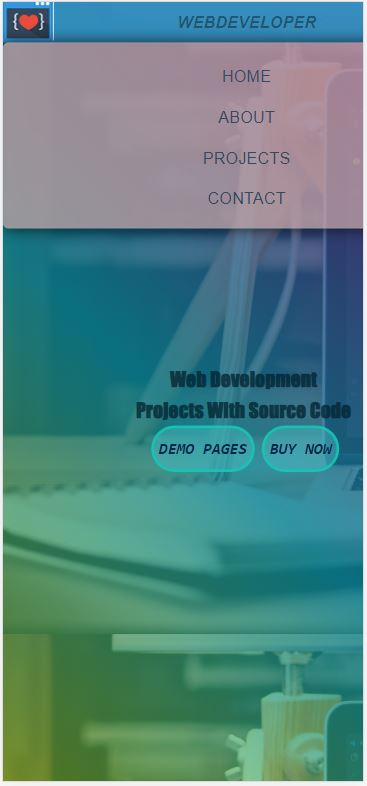 WEBDEVELOPER
HOME
ABOUT
PROJECTS
CONTACT
Web Development
Projects With Source Code
DEMO PAGES BUY NOW